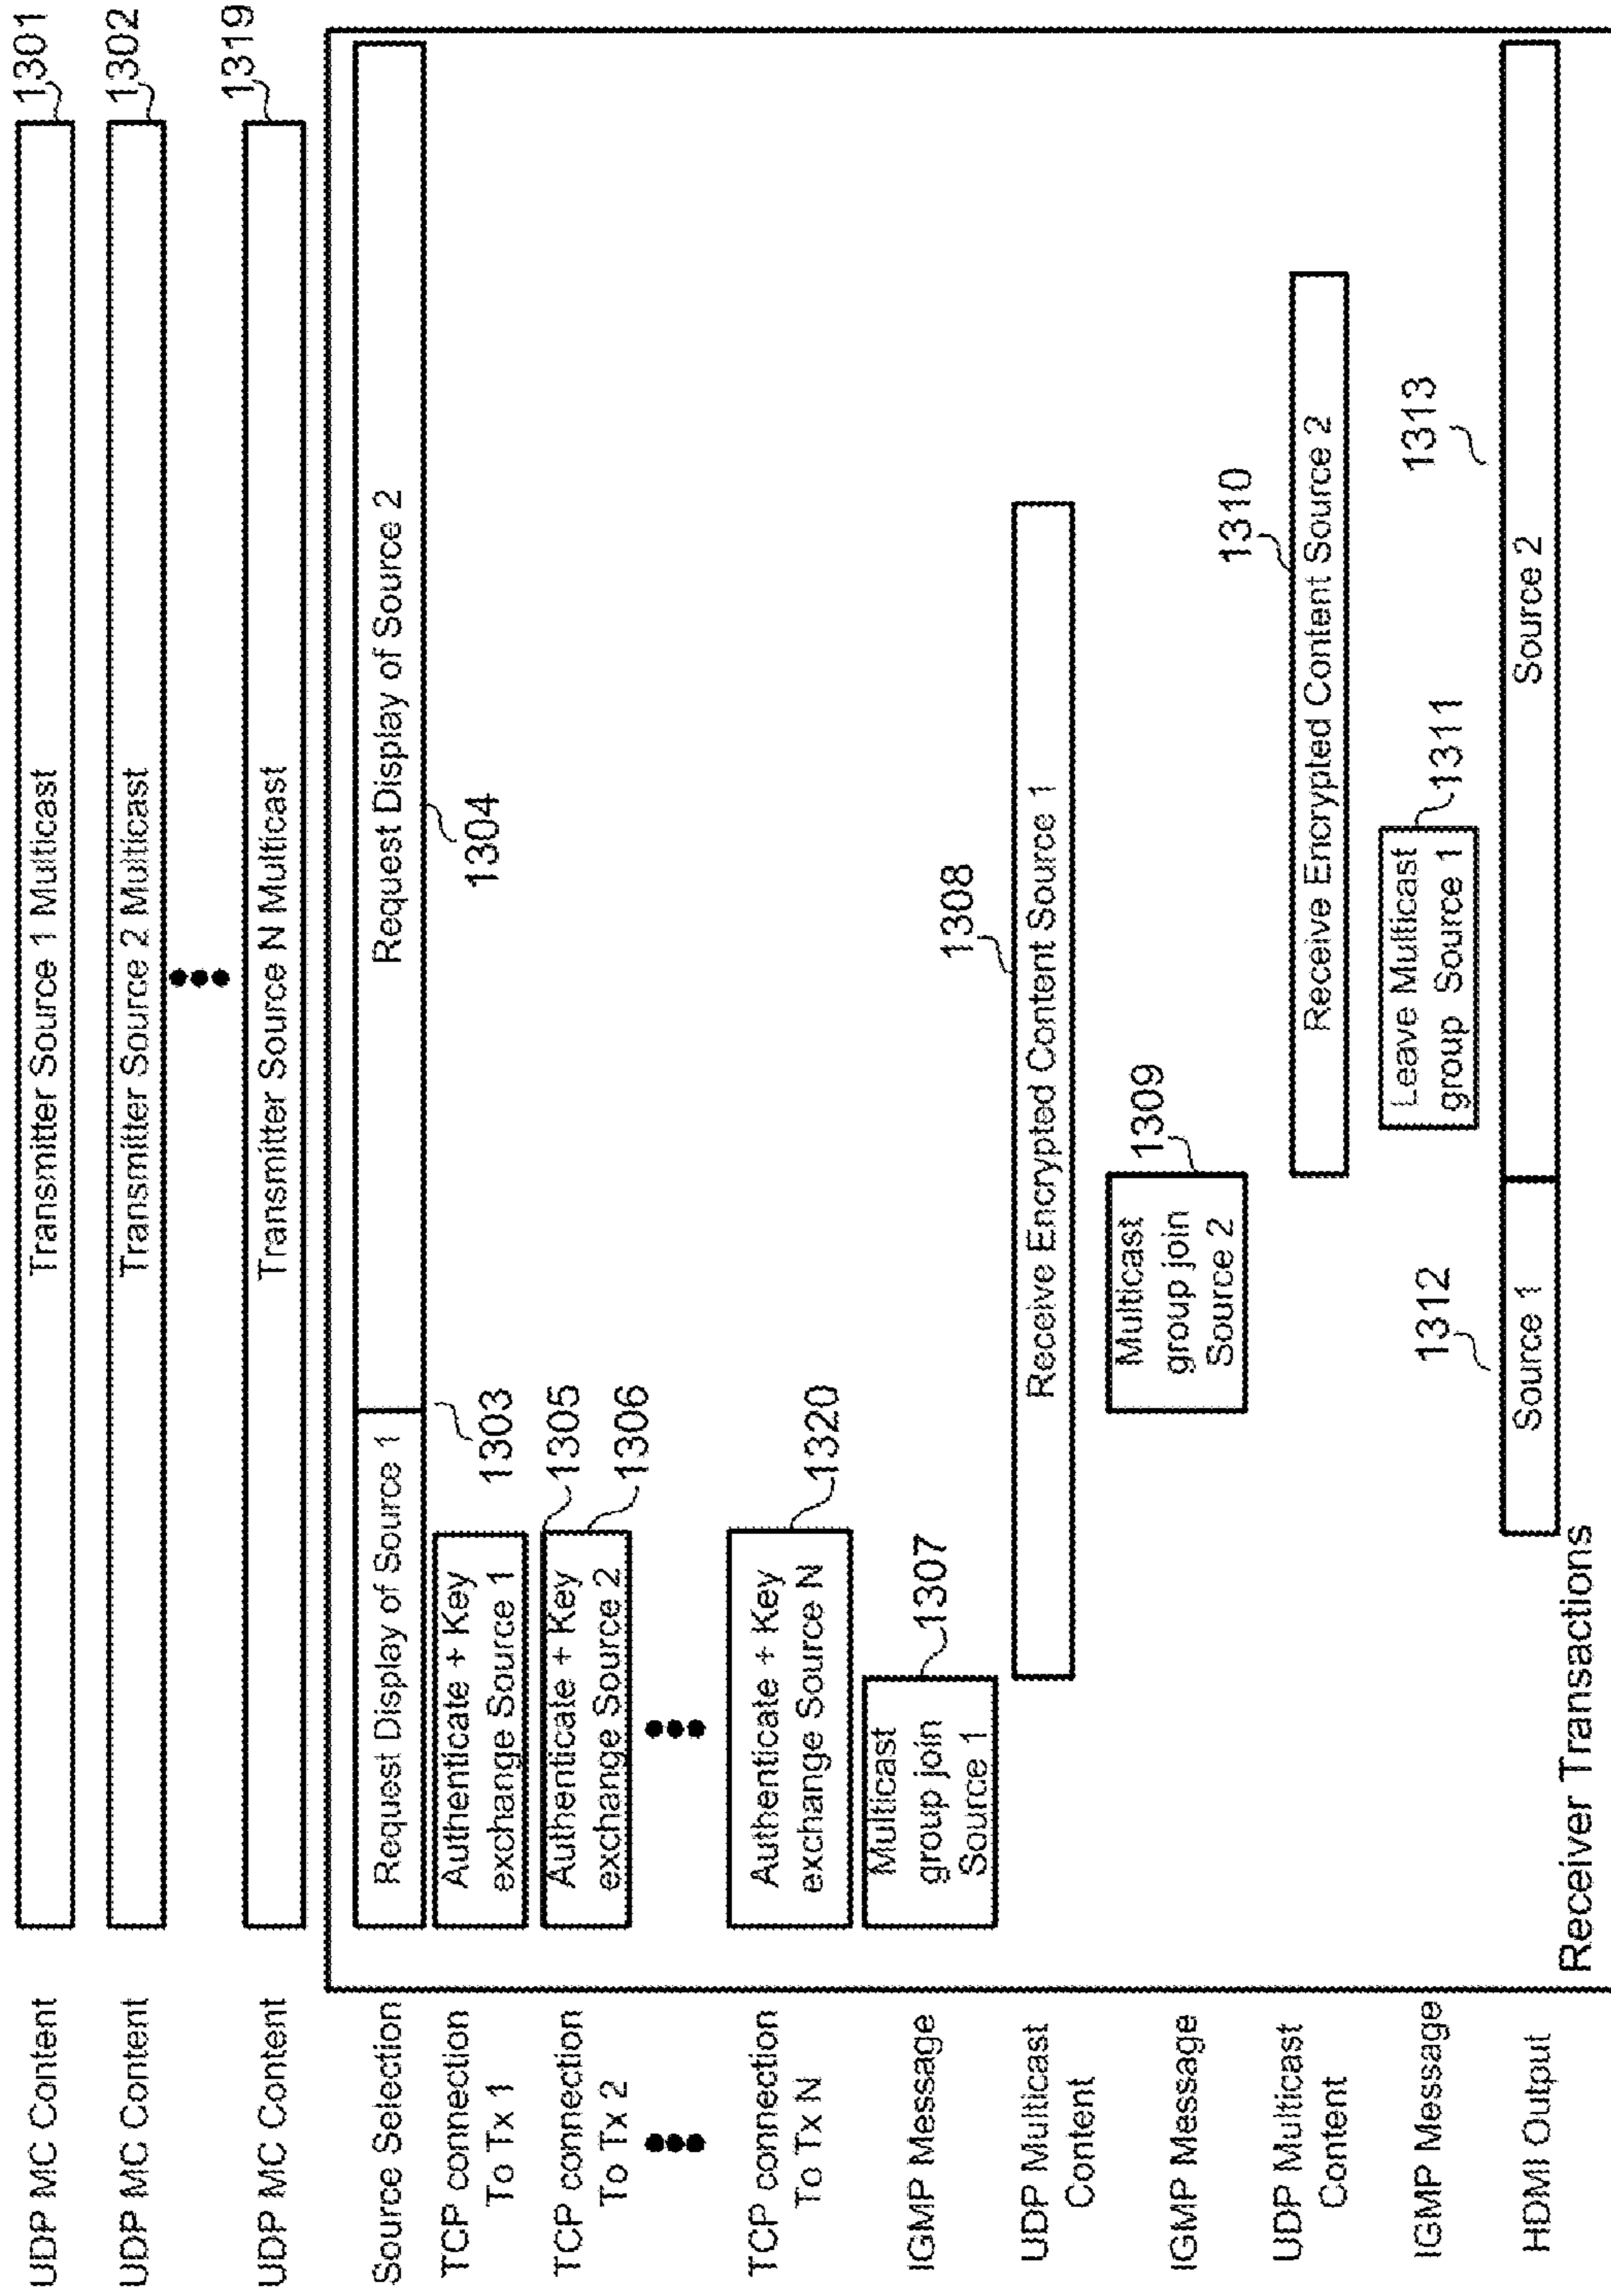 UDP MC Content
Transmitter Source 1 Multicast
1301
UDP MC Content
Transmitter Source 2 Multicast
1302
UDP MC Content
Transmitter Source N Multicast
1319
Source Selection
Request Display of Source 1
1303
Request Display of Source 2
1304
TCP connection
To Tx 1
Authenticate + Key
exchange Source 1
1305
TCP connection
To Tx 2
Authenticate + Key
exchange Source 2
1306
TCP connection
To Tx N
Authenticate + Key
exchange Source N
1320
IGMP Message
Multicast
group join
Source 1
1307
UDP Multicast
Content
Receive Encrypted Content Source 1
1308
IGMP Message
Multicast
group join
Source 2
1309
UDP Multicast
Content
Receive Encrypted Content Source 2
1310
IGMP Message
Leave Multicast
group Source 1
1311
HDMI Output
Source 1
1312
Source 2
1313
Receiver Transactions